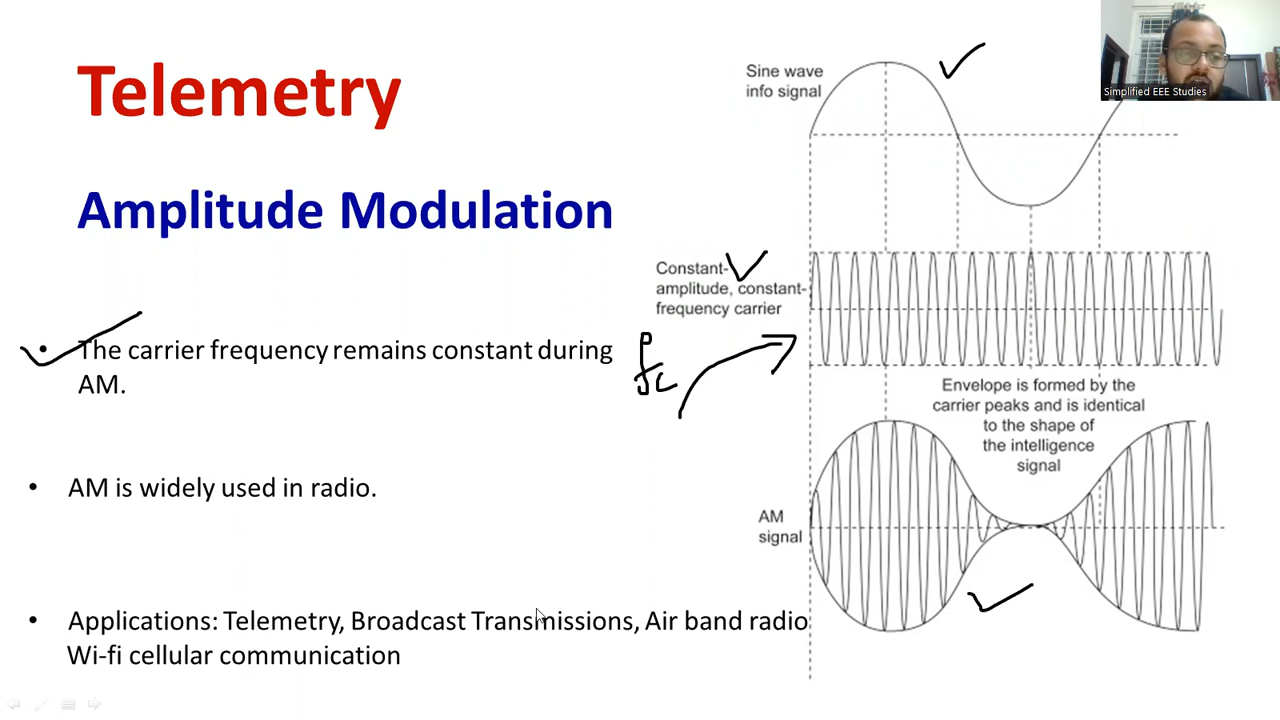 Telemetry
Amplitude Modulation
• The carrier frequency remains constant during
AM.
• AM is widely used in radio.
• Applications: Telemetry, Broadcast Transmissions, Air band radio
Wi-fi cellular communication
Sine wave
info signal
Constant-
amplitude, constant-
frequency carrier
fc
Envelope is formed by the
carrier peaks and is identical
to the shape of
the intelligence
signal
AM
signal
Simplified EEE Studies